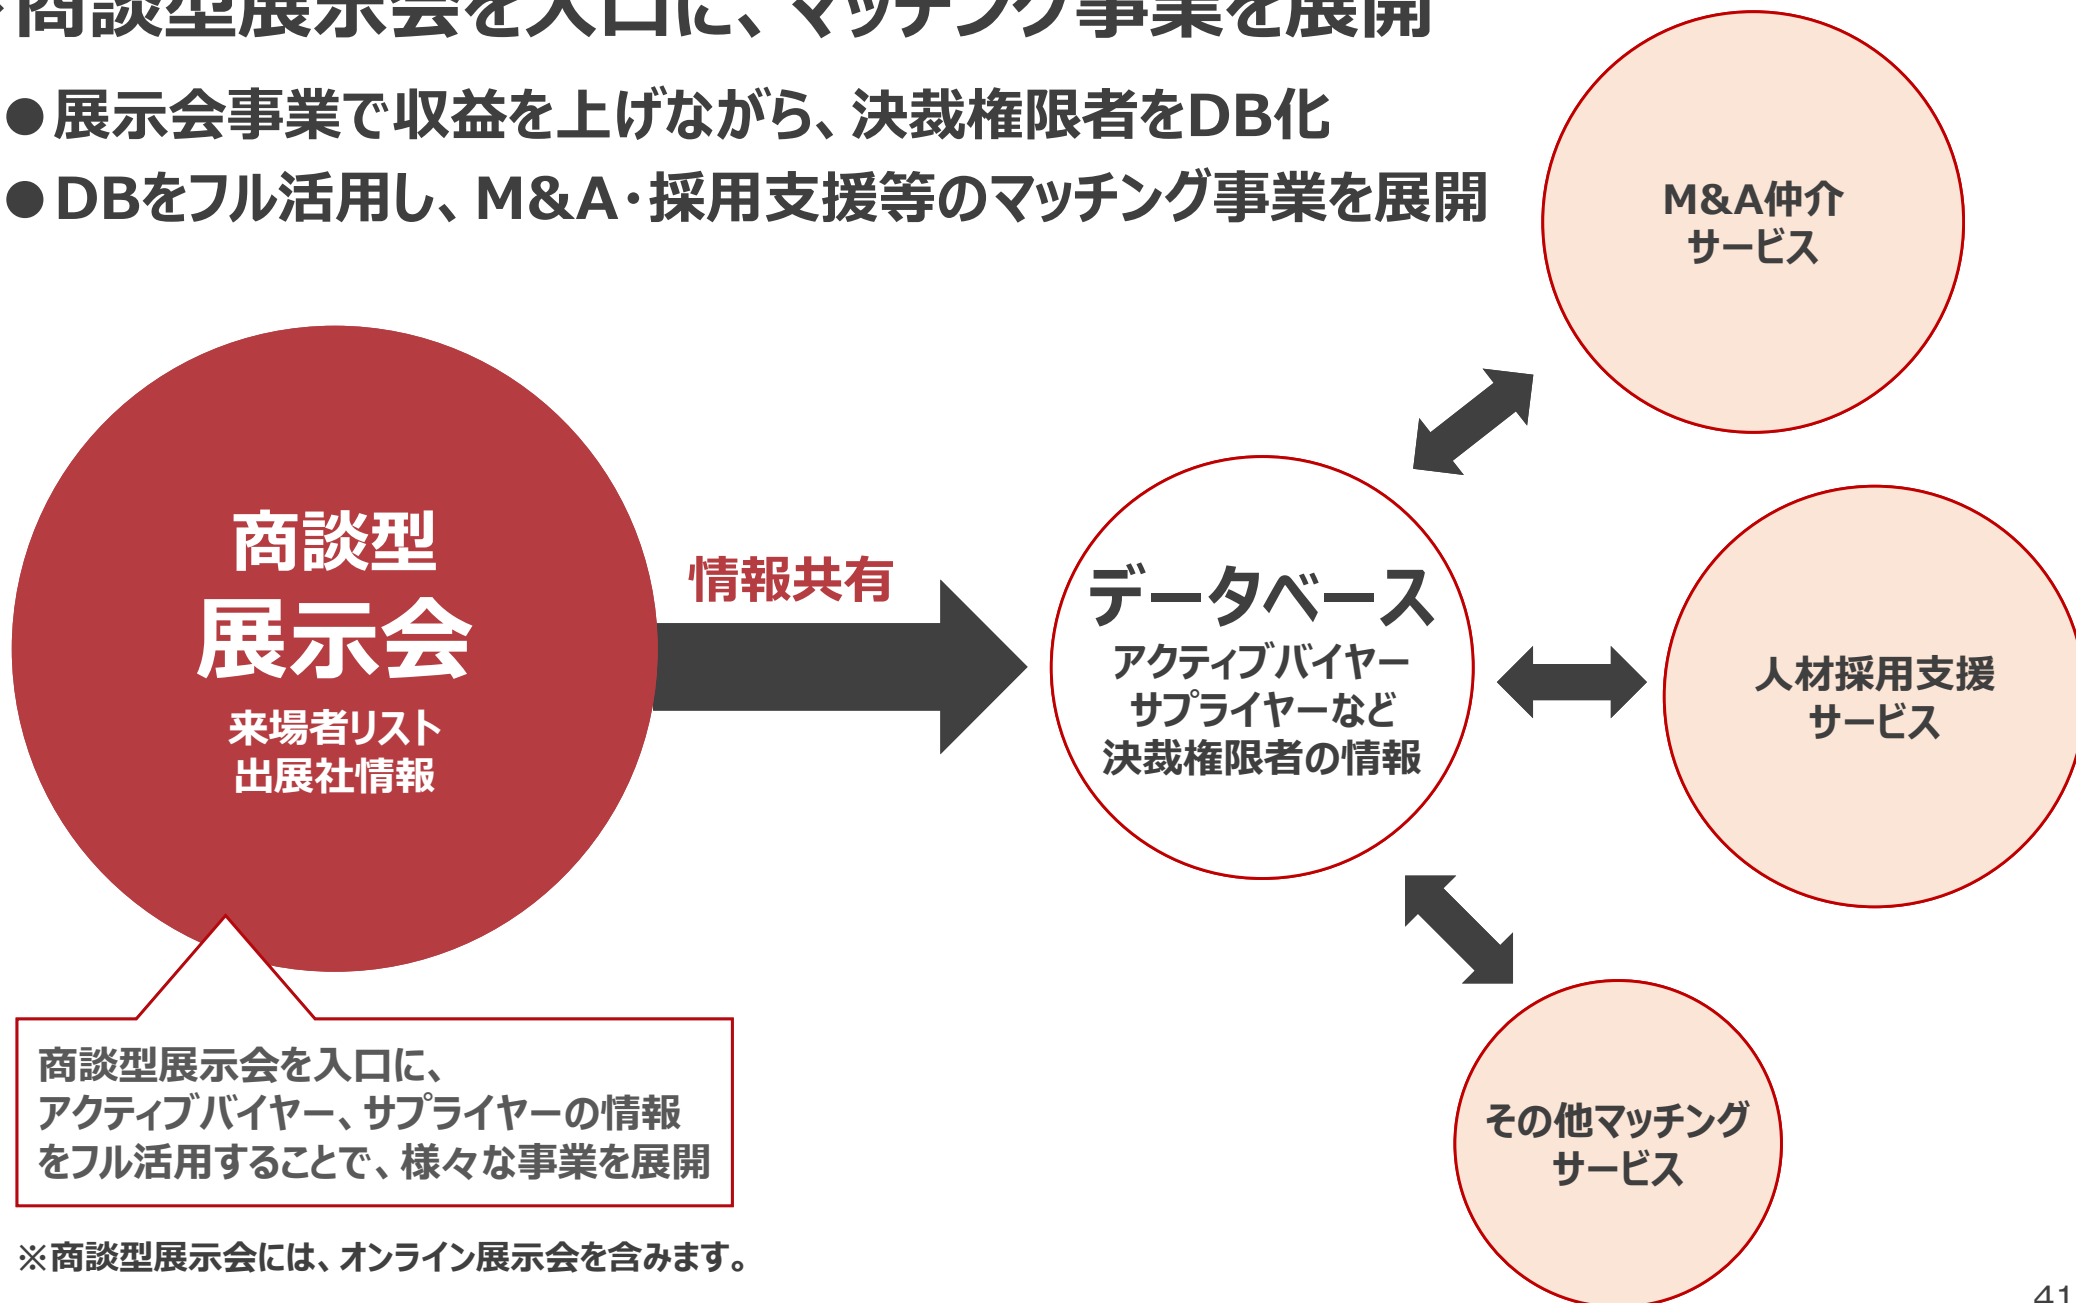 商談型展示会を入口に、マッチング事業を展開
●展示会事業で収益を上げながら、決裁権限者をDB化
●DBをフル活用し、M&A・採用支援等のマッチング事業を展開
M&A仲介
サービス
商談型
展示会
来場者リスト
出展社情報
情報共有
データベース
アクティブバイヤー
サプライヤーなど
決裁権限者の情報
人材採用支援
サービス
その他マッチング
サービス
商談型展示会を入口に、
アクティブバイヤー、サプライヤーの情報
をフル活用することで、様々な事業を展開
※商談型展示会には、オンライン展示会を含みます。
41